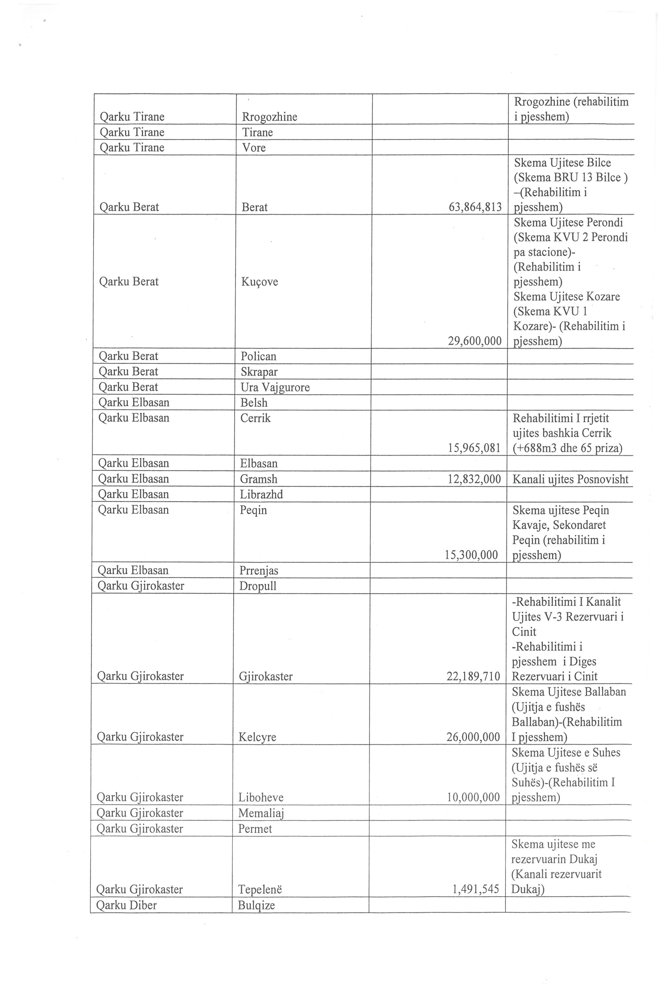 Rrogozhine (rehabilitim
Qarku Tirane Rrogozhine i pjesshem)
Qarku Tirane Tirane
Qarku Tirane Vore
Skema Ujitese Bilce
(Skema BRU 13 Bilce )
–(Rehabilitim i
Qarku Berat Berat 63,864,813 pjesshem)
Skema Ujitese Perondi
(Skema KVU 2 Perondi
pa stacione)-
(Rehabilitim i
Qarku Berat Kuçove pjesshem)
Skema Ujitese Kozare
(Skema KVU 1
Kozare)- (Rehabilitim i
29,600,000 pjesshem)
Qarku Berat Polican
Qarku Berat Skrapar
Qarku Berat Ura Vajgurore
Qarku Elbasan Belsh
Qarku Elbasan Cerrik Rehabilitimi I rrjetit
ujites bashkia Cerrik
15,965,081 (+688m3 dhe 65 priza)
Qarku Elbasan Elbasan
Qarku Elbasan Gramsh 12,832,000 Kanali ujites Posnovisht
Qarku Elbasan Librazhd
Qarku Elbasan Peqin Skema ujitese Peqin
Kavaje, Sekondaret
Peqin (rehabilitim i
15,300,000 pjesshem)
Qarku Elbasan Prrenjas
Qarku Gjirokaster Dropull
-Rehabilitimi I Kanalit
Ujites V-3 Rezervuari i
Cinit
-Rehabilitimi i
pjesshem i Diges
Qarku Gjirokaster Gjirokaster 22,189,710 Rezervuari i Cinit
Skema Ujitese Ballaban
(Ujitja e fushës
Ballaban)-(Rehabilitim
Qarku Gjirokaster Kelcyre 26,000,000 I pjesshem)
Skema Ujitese e Suhes
(Ujitja e fushës së
Suhës)-(Rehabilitim I
Qarku Gjirokaster Liboheve 10,000,000 pjesshem)
Qarku Gjirokaster Memaliaj
Qarku Gjirokaster Permet
Skema ujitese me
rezervuarin Dukaj
(Kanali rezervuarit
Qarku Gjirokaster Tepelenë 1,491,545 Dukaj)
Qarku Diber Bulqize